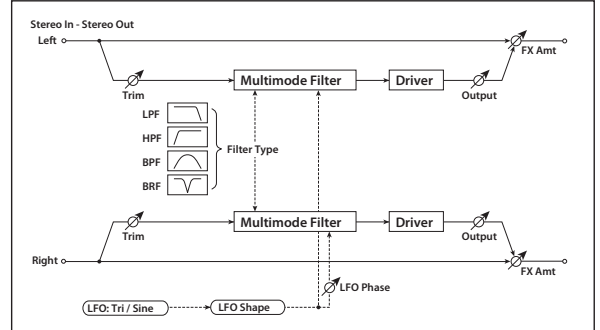 Stereo In - Stereo Out
Left
FX Amt
Trim
Multimode Filter
Driver
Output
LPF
HPF
BPF
BRF
Filter Type
Trim
Multimode Filter
Driver
Output
Right
FX Amt
LFO Phase
LFO: Tri / Sine
LFO Shape